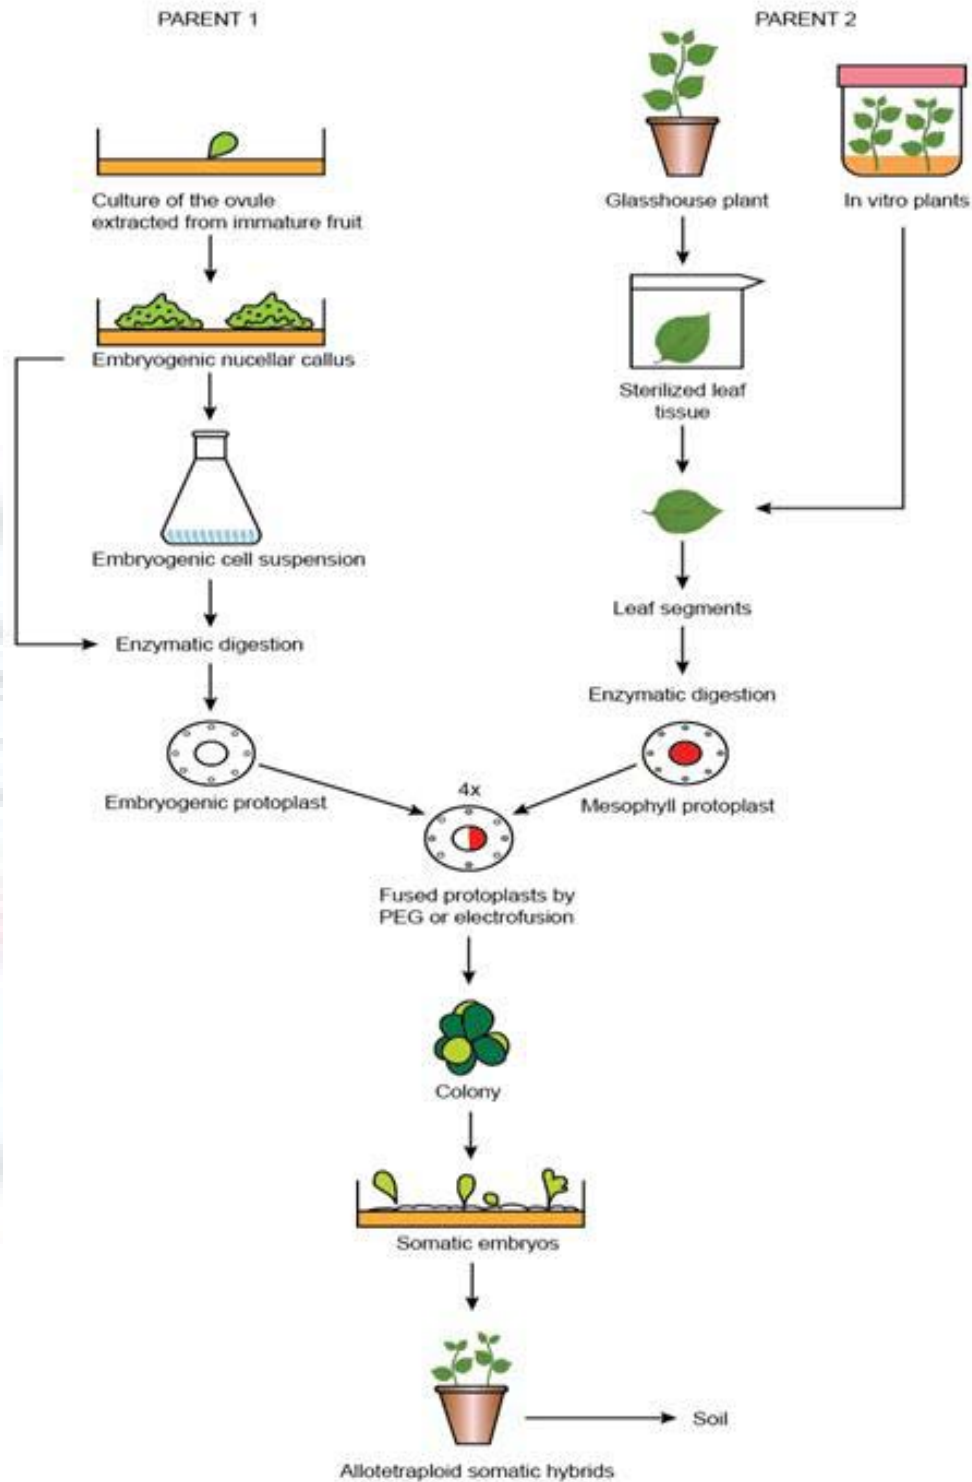 PARENT 1
PARENT 2
Culture of the ovule
extracted from immature fruit
Glasshouse plant
In vitro plants
Embryogenic nucellar callus
Sterilized leaf
tissue
Embryogenic cell suspension
Leaf segments
Enzymatic digestion
Enzymatic digestion
Embryogenic protoplast
Mesophyll protoplast
4x
Fused protoplasts by
PEG or electrofusion
Colony
Somatic embryos
Soil
Allotetraploid somatic hybrids